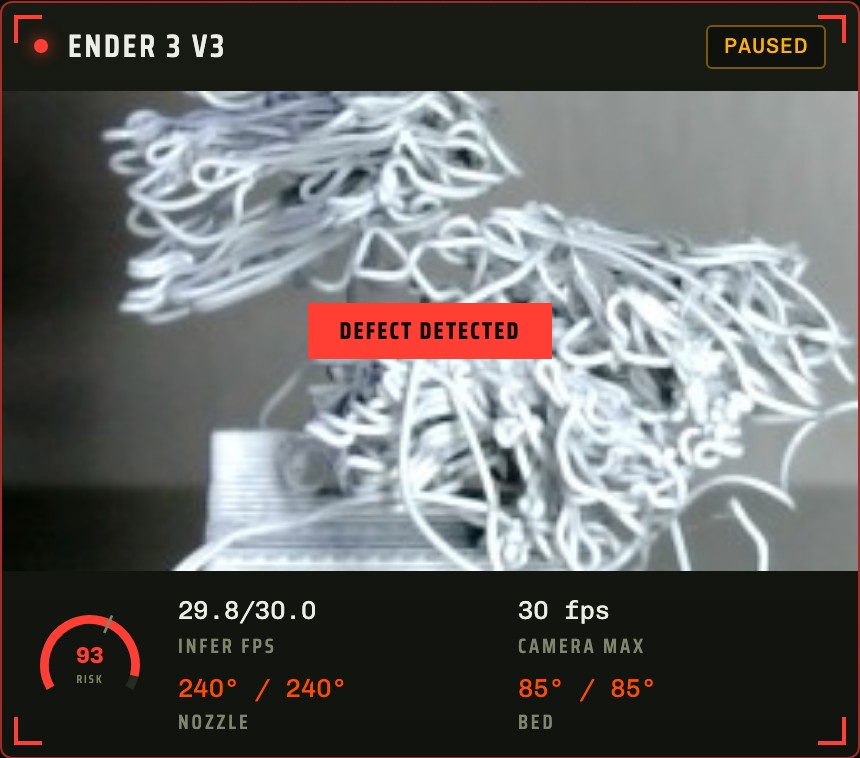 ENDER 3 V3
PAUSED
DEFECT DETECTED
93
RISK
29.8/30.0
INFER FPS
30 fps
CAMERA MAX
240° / 240°
NOZZLE
85° / 85°
BED